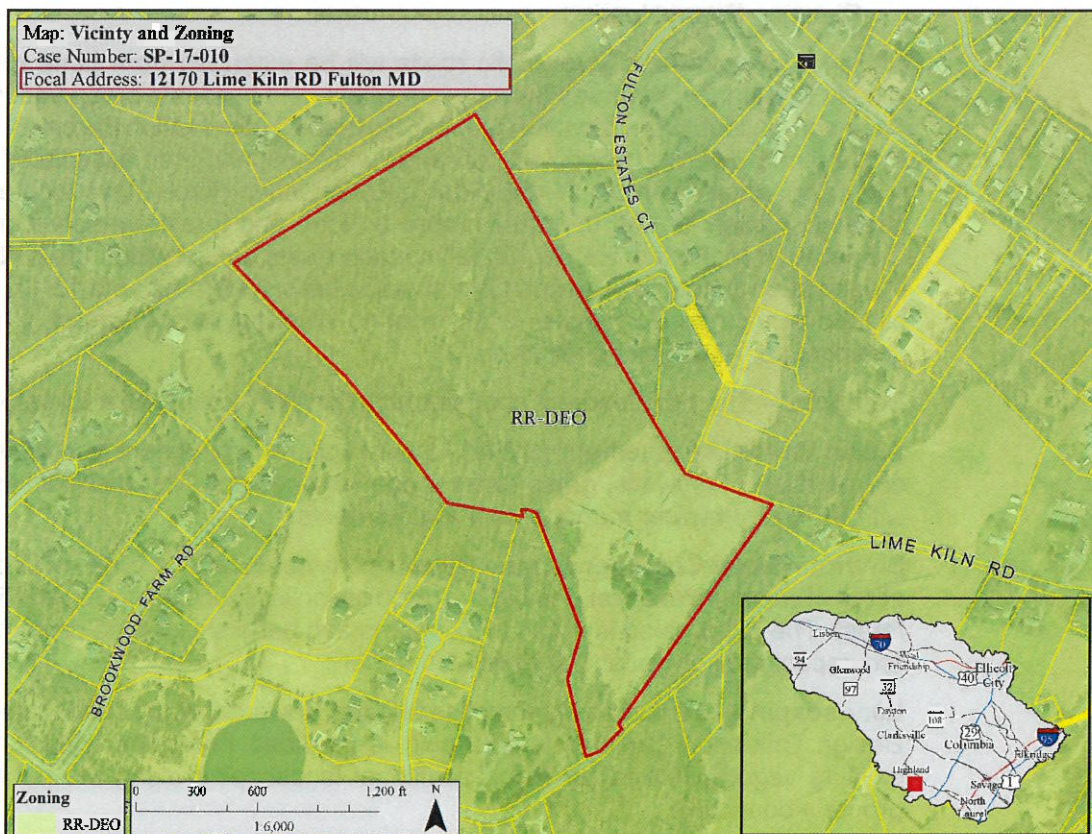 Map: Vicinty and Zoning
Case Number: SP-17-010
Focal Address: 12170 Lime Kiln RD Fulton MD
FULTON ESTATES CT
RR-DEO
LIME KILN RD
BROOKWOOD FARM RD
Lisbon
70
94
Glenwood
West
Friendship
Ellicott
City
40
97
32
Dayton
108
29
Clarksville
Columbia
95
Elkridge
Highland
Savage
1
North
Laurel
Zoning
RR-DEO
0 300 600 1,200 ft
N
1:6,000